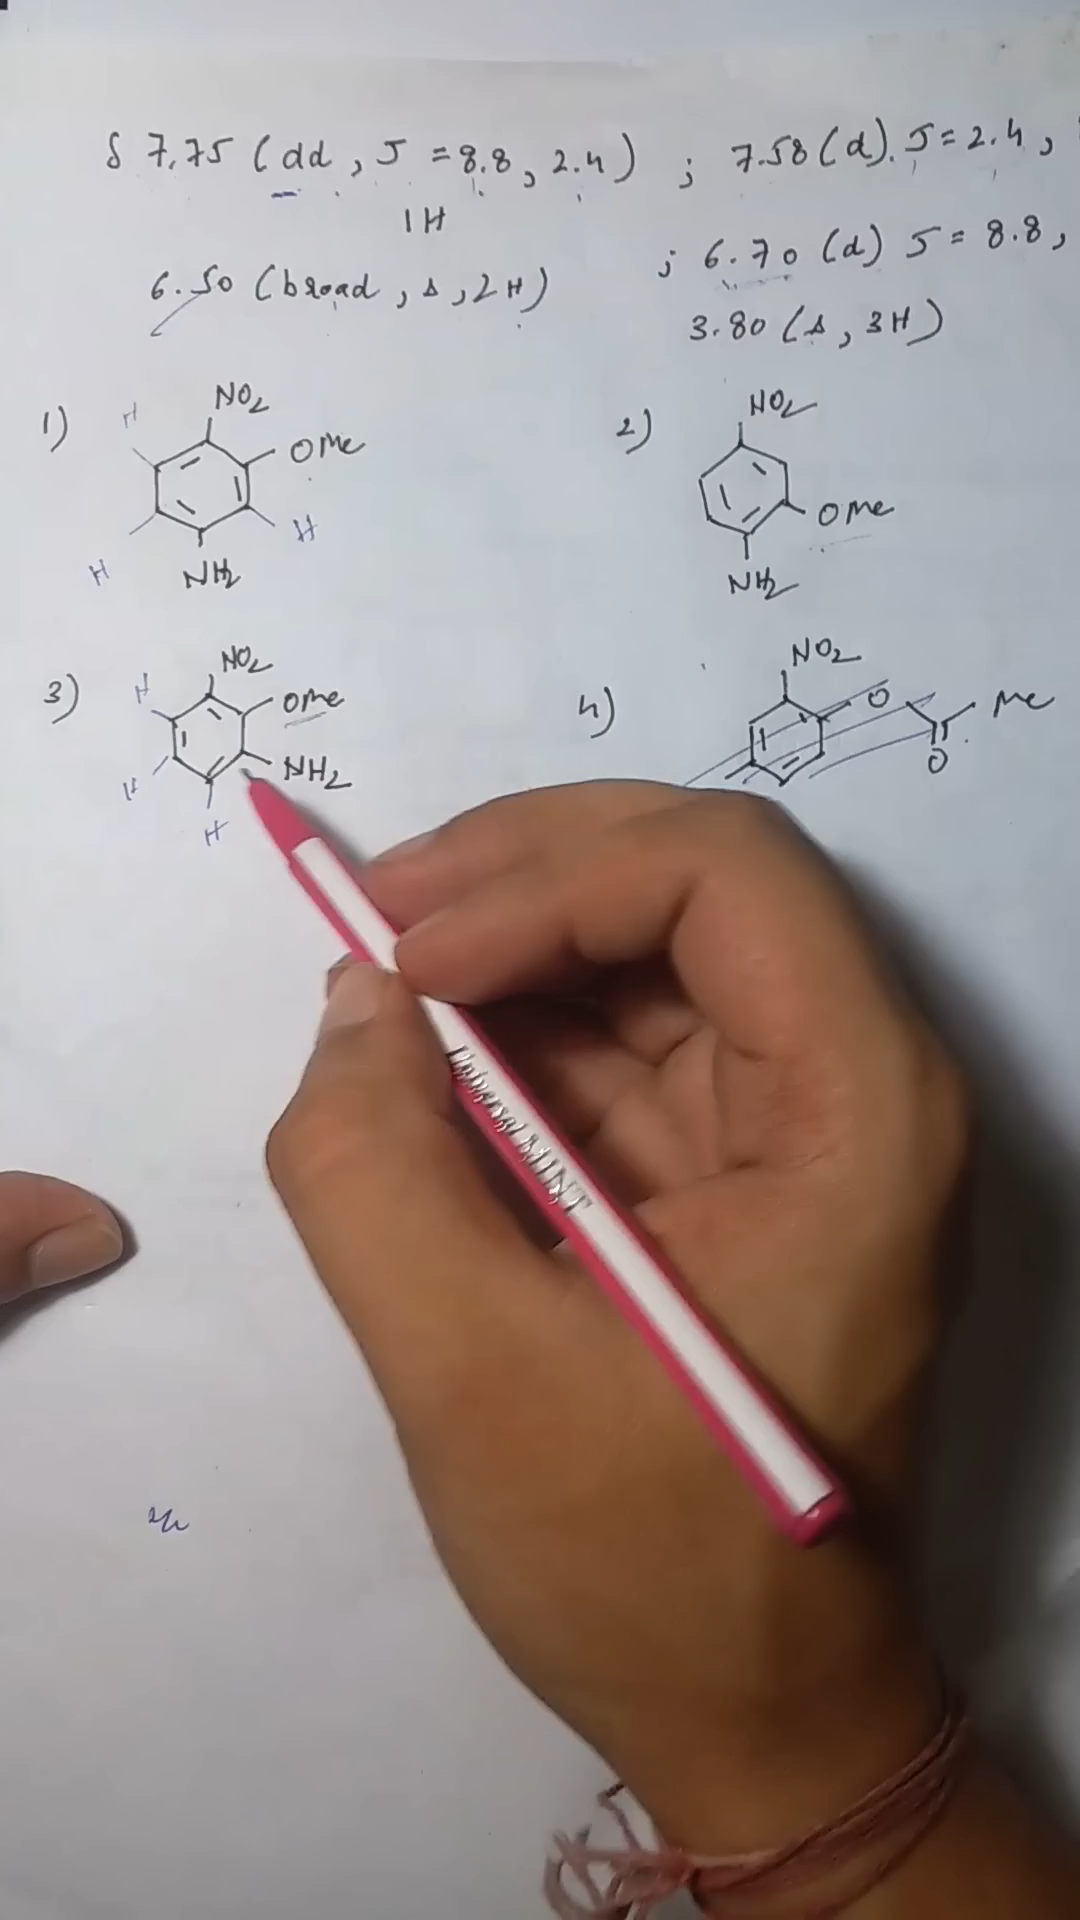 δ 7.75 (dd, J = 8.8, 2.4) ; 7.58 (d). J = 2.4,
1H
; 6.70 (d) J = 8.8,
6.50 (broad, s, 2H)
3.80 (s, 3H)
1)
NO2
H
OMe
H
H
NH2
2)
NO2
OMe
NH2
3)
NO2
H
OMe
H
NH2
H
4)
NO2
O
Me
O
Universal MINT